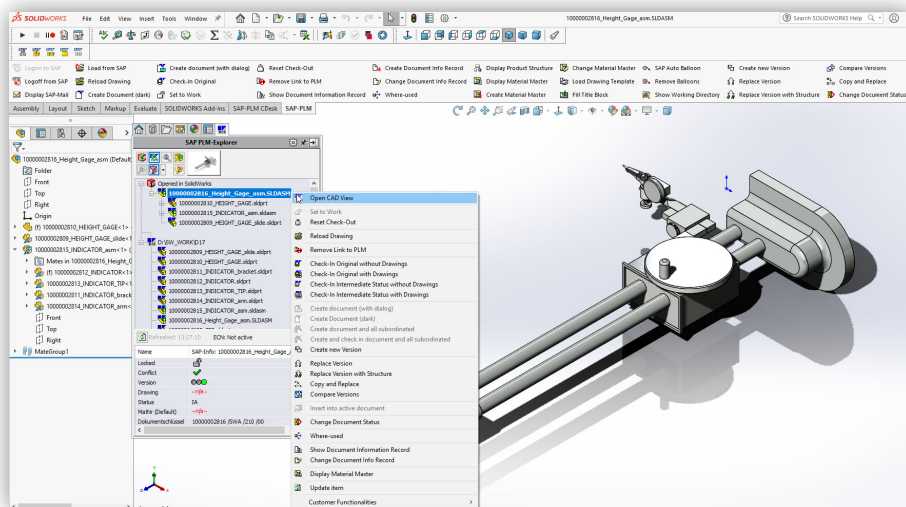 SOLIDWORKS File Edit View Insert Tools Window 10000002816_Height_Gage_asm.SLDASM Search SOLIDWORKS Help
Logon to SAP Load from SAP Create document (with dialog) Reset Check-Out Create Document Info Record Display Product Structure Change Material Master SAP Auto Balloon Create new Version Compare Versions
Logoff from SAP Reload Drawing Check-In Original Remove Link to PLM Change Document Info Record Display Material Master Load Drawing Template Remove Balloons Replace Version Copy and Replace
Display SAP-Mail Create Document (dark) Set to Work Show Document Information Record Where-used Create Material Master Fill Title Block Show Working Directory Replace Version with Structure Change Document Status
Assembly Layout Sketch Markup Evaluate SOLIDWORKS Add-Ins SAP-PLM CDesk SAP-PLM
10000002816_Height_Gage_asm (Default
Folder
Front
Top
Right
Origin
(f) 10000002810_HEIGHT_GAGE<1>
10000002809_HEIGHT_GAGE_slide<1>
10000002815_INDICATOR_asm<1>
Mates in 10000002816_Height_G
(f) 10000002812_INDICATOR<1>
10000002813_INDICATOR_TIP<1
10000002811_INDICATOR_brack
10000002814_INDICATOR_arm<
Front
Top
Right
MateGroup1
SAP PLM-Explorer
Opened in SolidWorks
10000002816_Height_Gage_asm.SLDASM
10000002810_HEIGHT_GAGE.sldprt
10000002815_INDICATOR_asm.sldasm
10000002809_HEIGHT_GAGE_slide.sldprt
D:\SW_WORK\D17
10000002809_HEIGHT_GAGE_slide.sldprt
10000002810_HEIGHT_GAGE.sldprt
10000002811_INDICATOR_bracket.sldprt
10000002812_INDICATOR.sldprt
10000002813_INDICATOR_TIP.sldprt
10000002814_INDICATOR_arm.sldprt
10000002815_INDICATOR_asm.sldasm
10000002816_Height_Gage_asm.SLDASM
Refreshed: 13:27:10 ECN: Not active
Name SAP-Info: 10000002816_Height_Gage_
Locked
Conflict
Version
Drawing -n/a-
Status IA
MatNr (Default) -n/a-
Dokumentschlüssel 10000002816 /SWA /210 /00
Open CAD View
Set to Work
Reset Check-Out
Reload Drawing
Remove Link to PLM
Check-In Original without Drawings
Check-In Original with Drawings
Check-In Intermediate Status without Drawings
Check-In Intermediate Status with Drawings
Create document (with dialog)
Create Document (dark)
Create document and all subordinated
Create and check in document and all subordinated
Create new Version
Replace Version
Replace Version with Structure
Copy and Replace
Compare Versions
Insert into active document
Change Document Status
Where-used
Show Document Information Record
Change Document Info Record
Display Material Master
Update item
Customer Functionalities